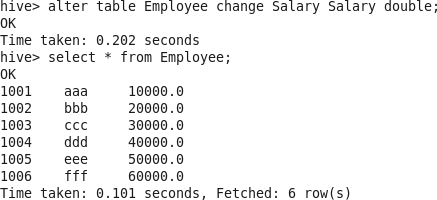 hive> alter table Employee change Salary Salary double;
OK
Time taken: 0.202 seconds
hive> select * from Employee;
OK
1001    aaa     10000.0
1002    bbb     20000.0
1003    ccc     30000.0
1004    ddd     40000.0
1005    eee     50000.0
1006    fff     60000.0
Time taken: 0.101 seconds, Fetched: 6 row(s)